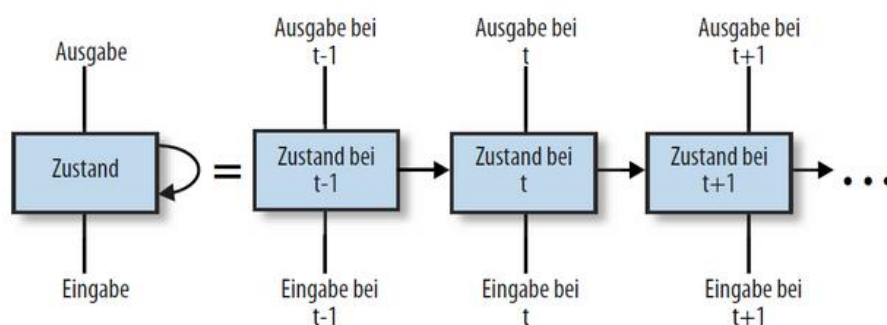 Ausgabe
Zustand
Eingabe
=
Ausgabe bei
t-1
Zustand bei
t-1
Eingabe bei
t-1
Ausgabe bei
t
Zustand bei
t
Eingabe bei
t
Ausgabe bei
t+1
Zustand bei
t+1
Eingabe bei
t+1
...